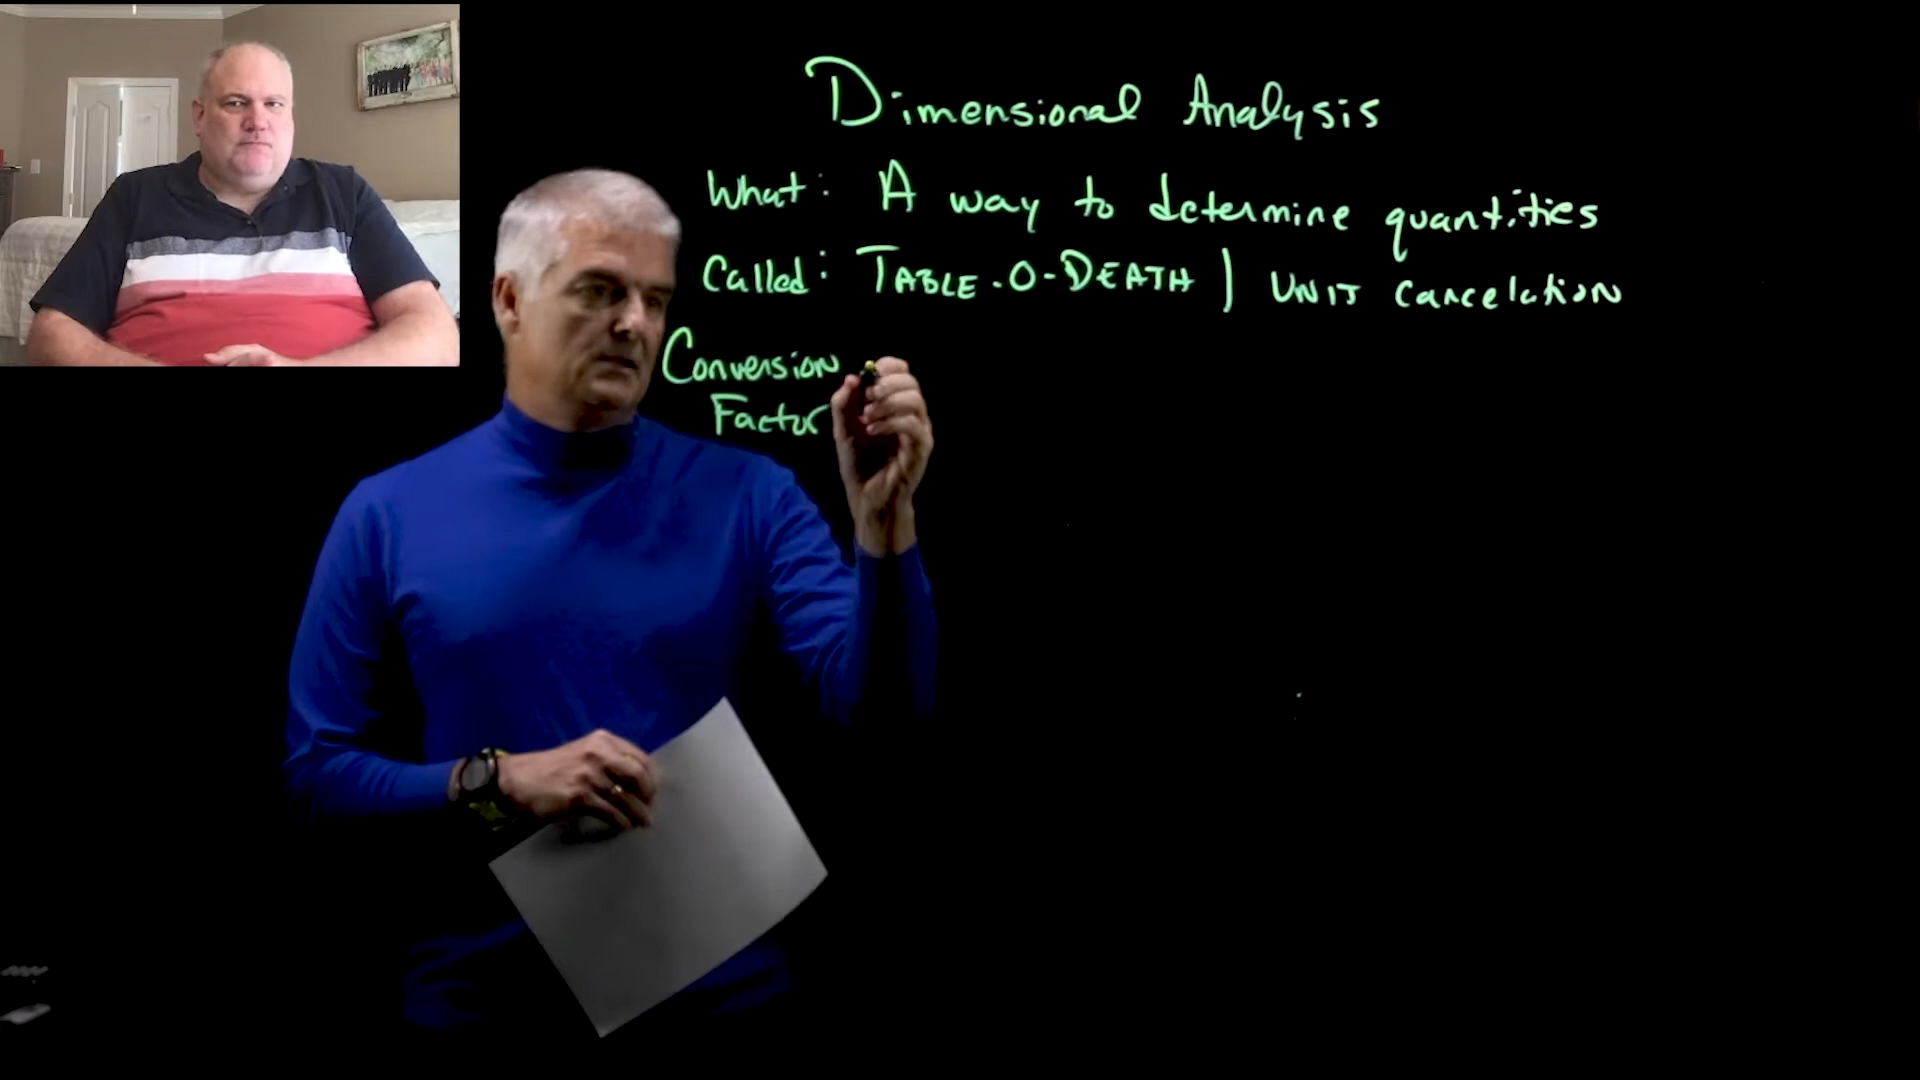 Dimensional Analysis
What: A way to determine quantities
Called: TABLE-O-DEATH | UNIT cancelation
Conversion
Factor